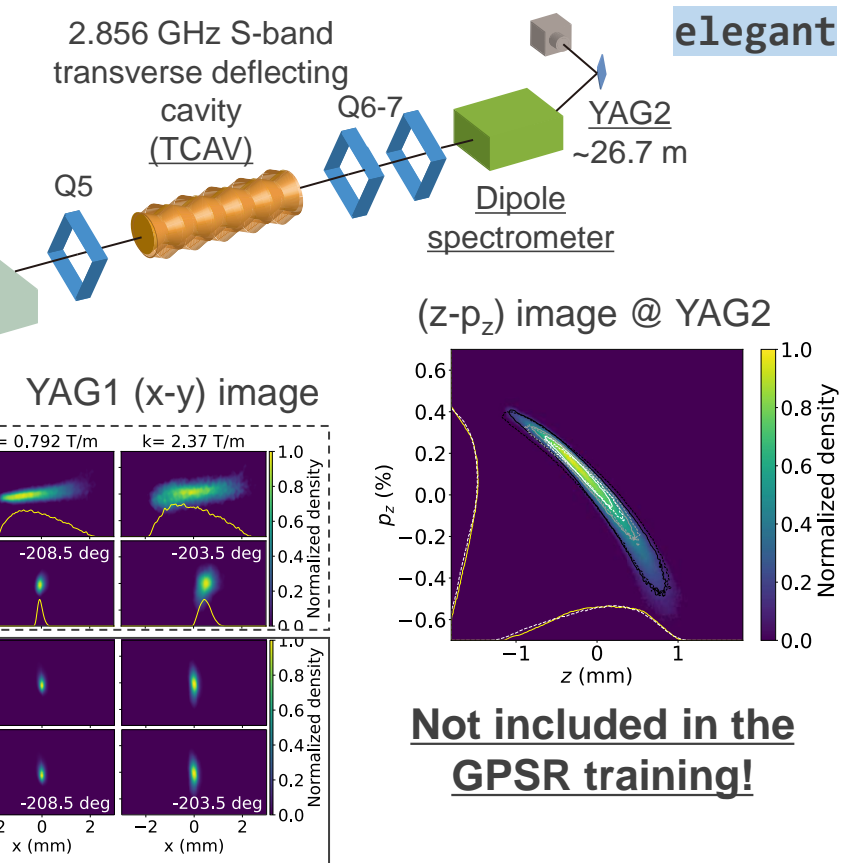 2.856 GHz S-band
transverse deflecting
cavity
(TCAV)
elegant
Q6-7
YAG2
~26.7 m
Q5
Dipole
spectrometer
(z-pz) image @ YAG2
YAG1 (x-y) image
= 0.792 T/m
k= 2.37 T/m
1.0
0.8
0.6
0.4
0.2
0.0
Normalized density
-208.5 deg
-203.5 deg
1.0
0.8
0.6
0.4
0.2
0.0
Normalized density
-208.5 deg
-203.5 deg
2
0
2
−2
0
2
x (mm)
x (mm)
0.6
0.4
0.2
0.0
−0.2
−0.4
−0.6
pz (%)
−1
0
1
z (mm)
1.0
0.8
0.6
0.4
0.2
0.0
Normalized density
Not included in the
GPSR training!